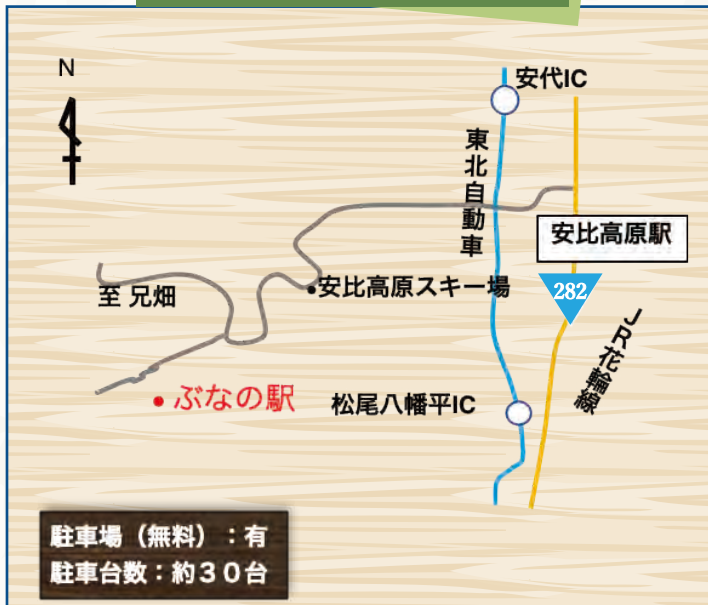 N
安代IC
東北自動車
安比高原駅
282
安比高原スキー場
至 兄畑
JR花輪線
ぶなの駅
松尾八幡平IC
駐車場（無料）：有
駐車台数：約３０台